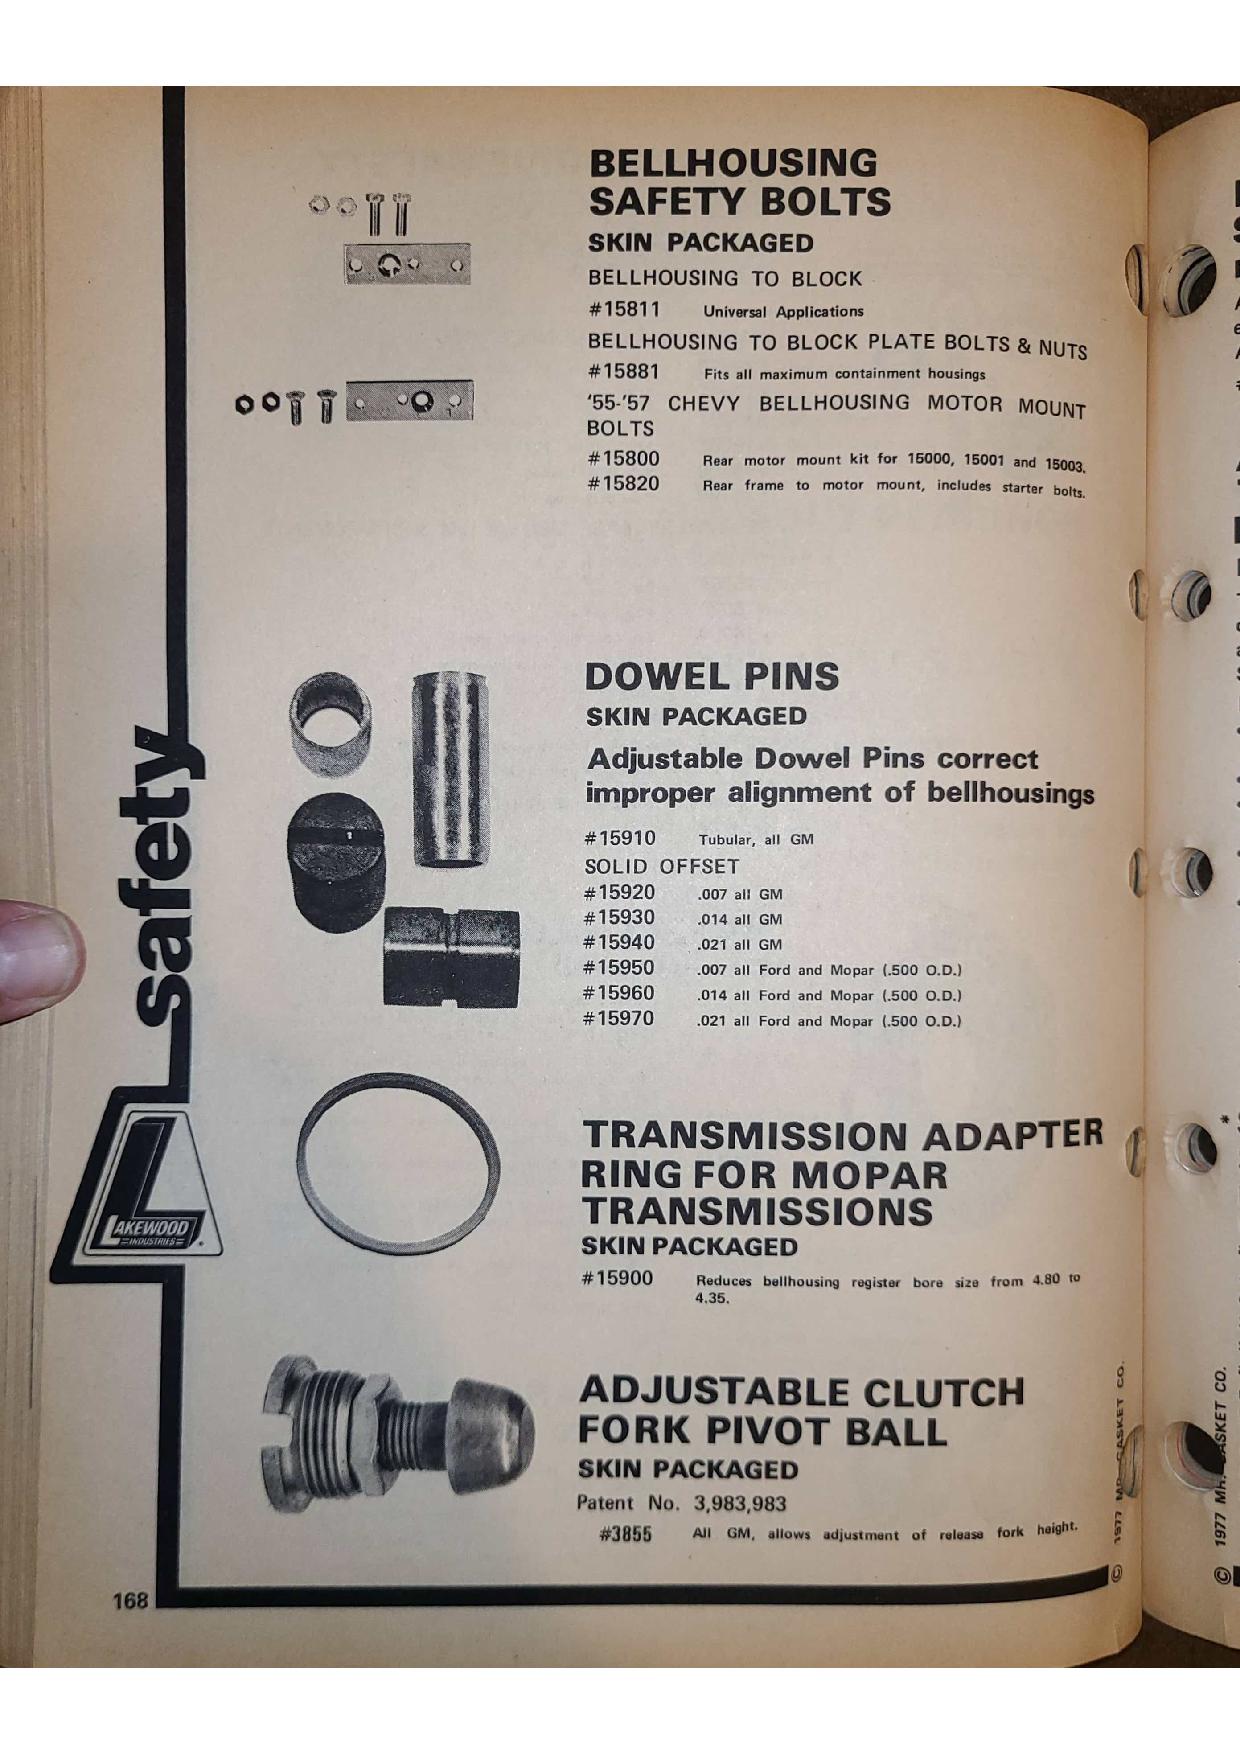 BELLHOUSING
SAFETY BOLTS
SKIN PACKAGED
BELLHOUSING TO BLOCK
#15811 Universal Applications
BELLHOUSING TO BLOCK PLATE BOLTS & NUTS
#15881 Fits all maximum containment housings
'55-'57 CHEVY BELLHOUSING MOTOR MOUNT
BOLTS
#15800 Rear motor mount kit for 15000, 15001 and 15003.
#15820 Rear frame to motor mount, includes starter bolts.
DOWEL PINS
SKIN PACKAGED
Adjustable Dowel Pins correct
improper alignment of bellhousings
#15910 Tubular, all GM
SOLID OFFSET
#15920 .007 all GM
#15930 .014 all GM
#15940 .021 all GM
#15950 .007 all Ford and Mopar (.500 O.D.)
#15960 .014 all Ford and Mopar (.500 O.D.)
#15970 .021 all Ford and Mopar (.500 O.D.)
TRANSMISSION ADAPTER
RING FOR MOPAR
TRANSMISSIONS
SKIN PACKAGED
#15900 Reduces bellhousing register bore size from 4.80 to
4.35.
ADJUSTABLE CLUTCH
FORK PIVOT BALL
SKIN PACKAGED
Patent No. 3,983,983
#3855 All GM, allows adjustment of release fork height.
safety
LAKEWOOD
INDUSTRIES
168
© 1977 MR. GASKET CO.
© 1977 MR. GASKET CO.